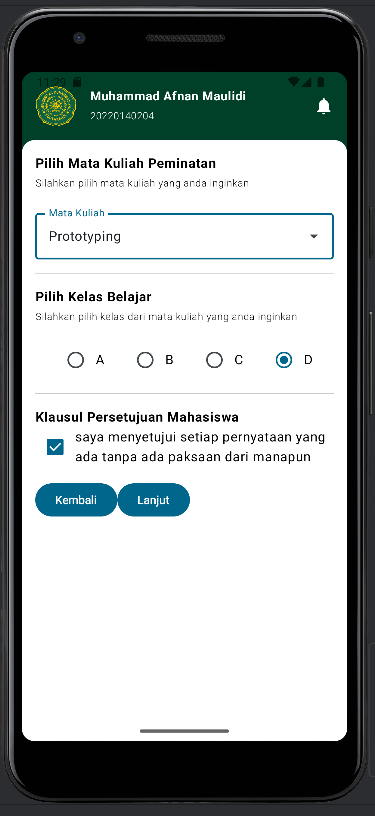 11:29
Muhammad Afnan Maulidi
20220140204
Pilih Mata Kuliah Peminatan
Silahkan pilih mata kuliah yang anda inginkan
Mata Kuliah
Prototyping
Pilih Kelas Belajar
Silahkan pilih kelas dari mata kuliah yang anda inginkan
A B C D
Klausul Persetujuan Mahasiswa
saya menyetujui setiap pernyataan yang
ada tanpa ada paksaan dari manapun
Kembali Lanjut